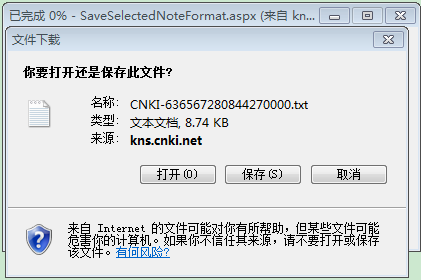 已完成 0% - SaveSelectedNoteFormat.aspx (来自 kn...
文件下载
你要打开还是保存此文件?
名称: CNKI-636567280844270000.txt
类型: 文本文档, 8.74 KB
来源: kns.cnki.net
打开(O) 保存(S) 取消
来自 Internet 的文件可能对你有所帮助，但某些文件可能
危害你的计算机。如果你不信任其来源，请不要打开或保存
该文件。有何风险?